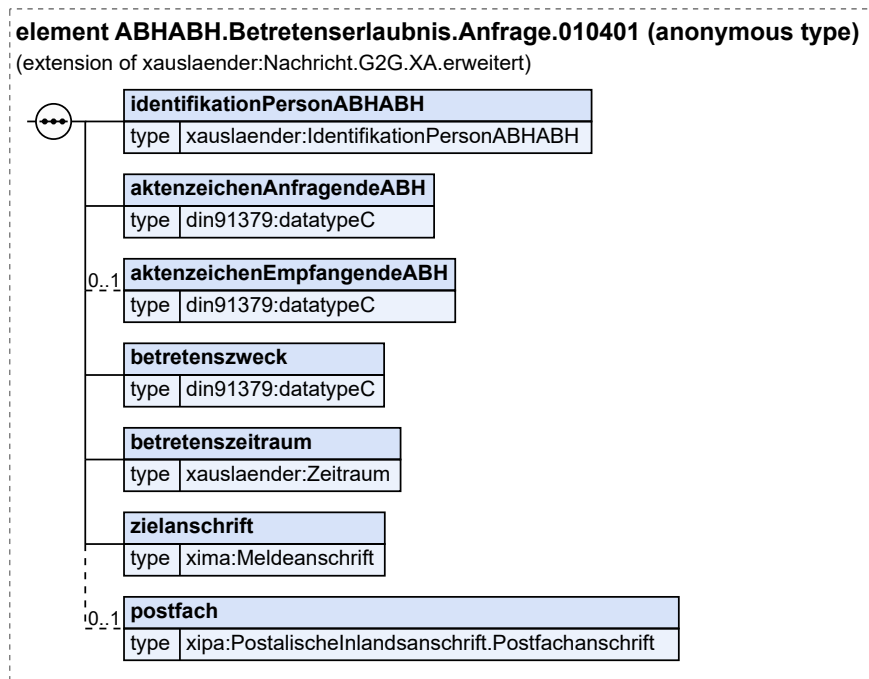 element ABHABH.Betretenserlaubnis.Anfrage.010401 (anonymous type)
(extension of xauslaender:Nachricht.G2G.XA.erweitert)
identifikationPersonABHABH
type xauslaender:IdentifikationPersonABHABH
aktenzeichenAnfragendeABH
type din91379:datatypeC
0..1 aktenzeichenEmpfangendeABH
type din91379:datatypeC
betretenszweck
type din91379:datatypeC
betretenszeitraum
type xauslaender:Zeitraum
zielanschrift
type xima:Meldeanschrift
0..1 postfach
type xipa:PostalischeInlandsanschrift.Postfachanschrift